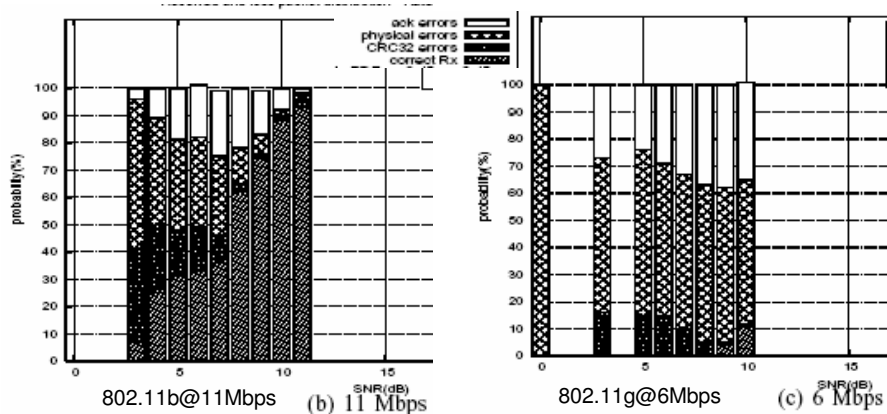 ack errors
physical errors
CRC32 errors
correct Rx
probability(%)
100
90
80
70
60
50
40
30
20
10
0
0
5
10
15
SNR(dB)
802.11b@11Mbps
(b) 11 Mbps
probability(%)
100
90
80
70
60
50
40
30
20
10
0
0
5
10
15
SNR(dB)
802.11g@6Mbps
(c) 6 Mbps